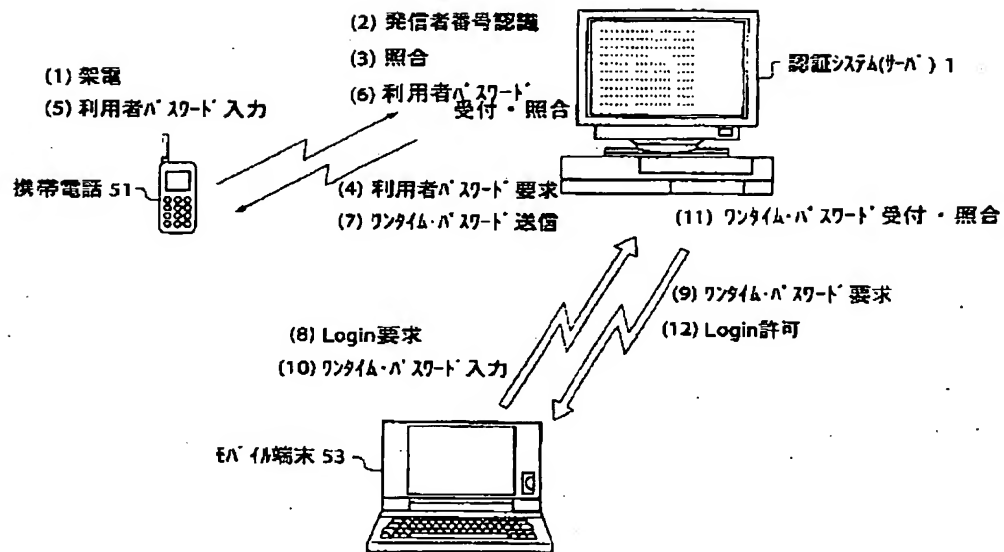 (2) 発信者番号認識
(3) 照合
(6) 利用者パスワード
受付・照合
認証システム(サーバ) 1
(1) 架電
(5) 利用者パスワード入力
携帯電話 51
(4) 利用者パスワード要求
(7) ワンタイム・パスワード送信
(11) ワンタイム・パスワード受付・照合
(9) ワンタイム・パスワード要求
(12) Login許可
(8) Login要求
(10) ワンタイム・パスワード入力
モバイル端末 53